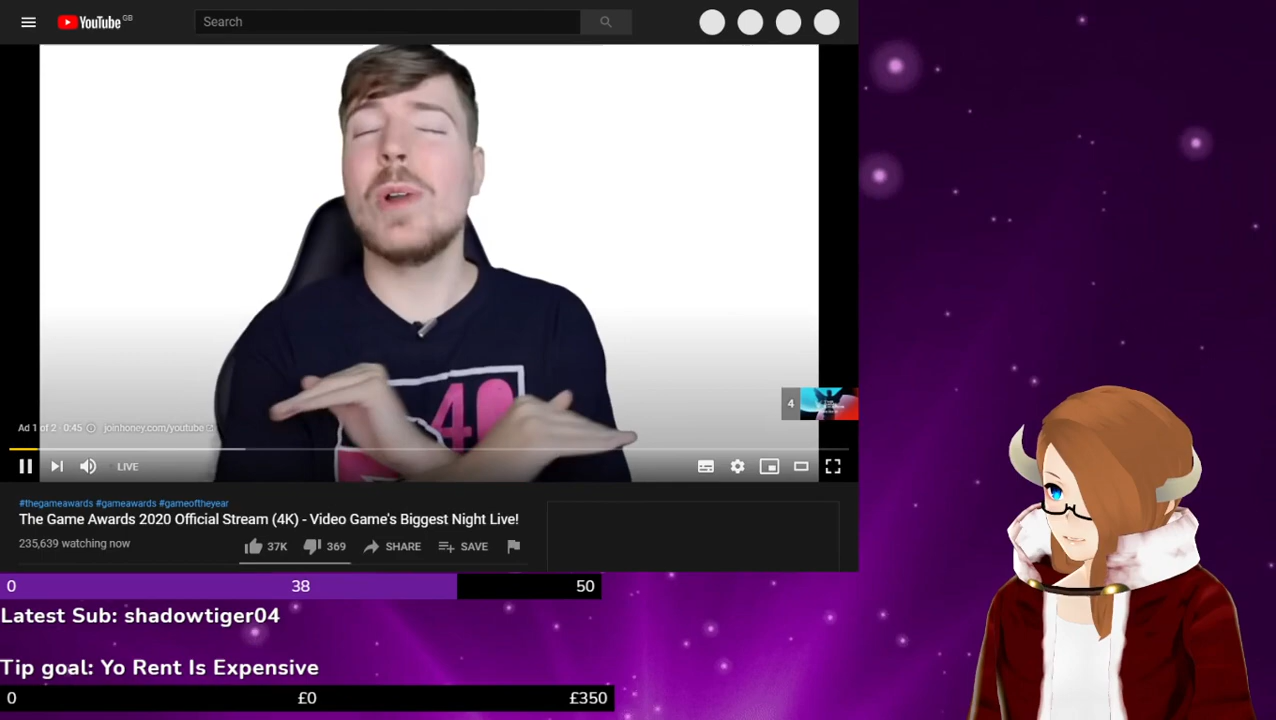 YouTube GB
Search
40
4
Ad 1 of 2 · 0:45 joinhoney.com/youtube
LIVE
#thegameawards #gameawards #gameoftheyear
The Game Awards 2020 Official Stream (4K) - Video Game's Biggest Night Live!
235,639 watching now
37K 369 SHARE SAVE
0 38 50
Latest Sub: shadowtiger04
Tip goal: Yo Rent Is Expensive
0 £0 £350